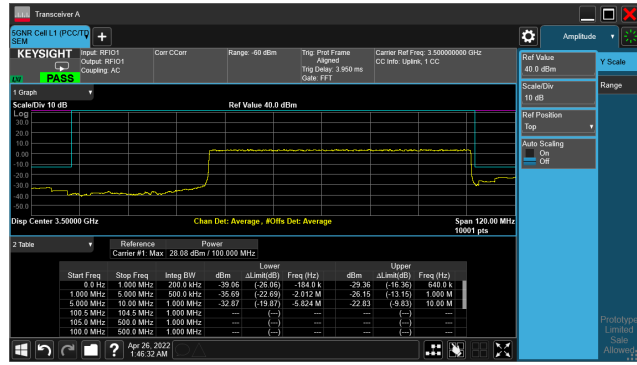 Transceiver A
5GNR Cell L1 (PCC/TD
SEM
Amplitude
KEYSIGHT
Input: RFIO1
Output: RFIO1
Coupling: AC
Corr CCorr
Range: -60 dBm
Trig: Prot Frame
Aligned
Trig Delay: 3.950 ms
Gate: FFT
Carrier Ref Freq: 3.500000000 GHz
CC Info: Uplink, 1 CC
PASS
1 Graph
Scale/Div 10 dB
Ref Value 40.0 dBm
Log
30.0
20.0
10.0
0.00
-10.0
-20.0
-30.0
-40.0
-50.0
Disp Center 3.50000 GHz
Chan Det: Average , #Offs Det: Average
Span 120.00 MHz
10001 pts
2 Table
Reference Power
Carrier #1: Max 28.08 dBm / 100.000 MHz
Lower Upper
Start Freq Stop Freq Integ BW dBm ΔLimit(dB) Freq (Hz) dBm ΔLimit(dB) Freq (Hz)
0.0 Hz 1.000 MHz 200.0 kHz -39.06 (-26.06) -184.0 k -29.36 (-16.36) 640.0 k
1.000 MHz 5.000 MHz 500.0 kHz -35.69 (-22.69) -2.012 M -26.15 (-13.15) 1.000 M
5.000 MHz 10.00 MHz 1.000 MHz -32.87 (-19.87) -5.824 M -22.83 (-9.83) 10.00 M
100.5 MHz 104.5 MHz 1.000 MHz --- (---) --- (---)
105.0 MHz 500.0 MHz 1.000 MHz --- (---) --- (---)
100.0 MHz 500.0 MHz 1.000 MHz --- (---) --- (---)
Apr 26, 2022
1:46:32 AM
Ref Value
40.0 dBm
Scale/Div
10 dB
Ref Position
Top
Auto Scaling
On
Off
Y Scale
Range
Prototype
Limited
Sale
Allowed